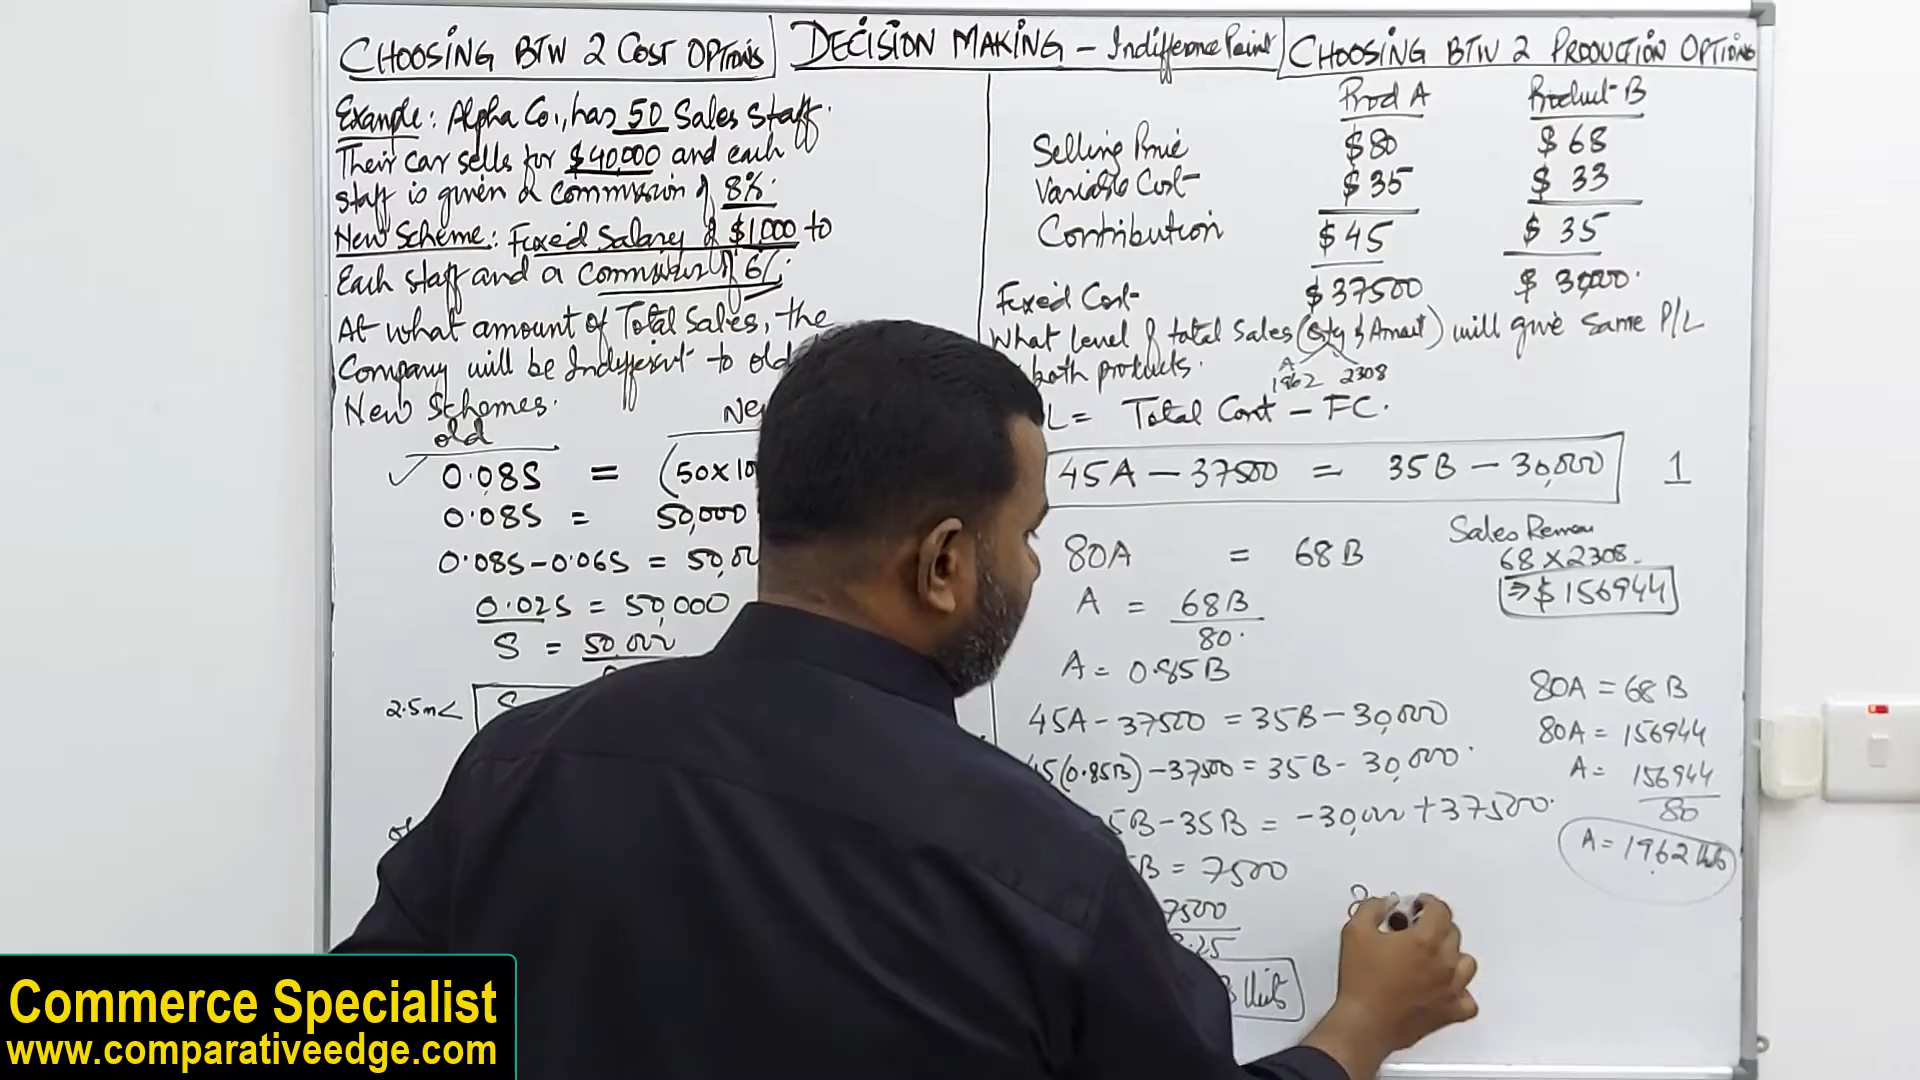 CHOOSING BTW 2 COST OPTIONS
DECISION MAKING - Indifference Point
CHOOSING BTW 2 PRODUCTION OPTIONS
Example: Alpha Co., has 50 Sales Staff.
Their car sells for $40,000 and each
staff is given a commission of 8%.
New Scheme: Fixed Salary of $1,000 to
Each staff and a commission of 6%.
At what amount of Total Sales, the
Company will be Indifferent to old
New Schemes.
old
0.08S = (50x10
0.08S = 50,000
0.08S-0.06S = 50,00
0.02S = 50,000
S = 50,000
2.5m< S
Prod A Product B
Selling Price $80 $68
Variable Cost $35 $33
Contribution $45 $35
Fixed Cost $37500 $30,000.
What level of total sales (Qty & Amount) will give same P/L
both products.
A
1962 2308
L = Total Cont - FC.
45A - 37500 = 35B - 30,000 1
80A = 68B
A = 68B
80.
A = 0.85B
45A - 37500 = 35B - 30,000
45(0.85B) - 37500 = 35B - 30,000.
5B - 35B = -30,000 + 37500.
B = 7500
7500
.25
Units
Sales
68 x 2308
⇒ $156944
80A = 68B
80A = 156944
A = 156944
80
A = 1962 Units
Commerce Specialist
www.comparativeedge.com